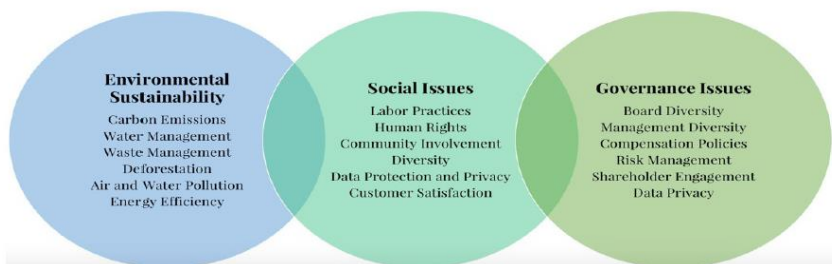 Environmental
Sustainability
Carbon Emissions
Water Management
Waste Management
Deforestation
Air and Water Pollution
Energy Efficiency
Social Issues
Labor Practices
Human Rights
Community Involvement
Diversity
Data Protection and Privacy
Customer Satisfaction
Governance Issues
Board Diversity
Management Diversity
Compensation Policies
Risk Management
Shareholder Engagement
Data Privacy